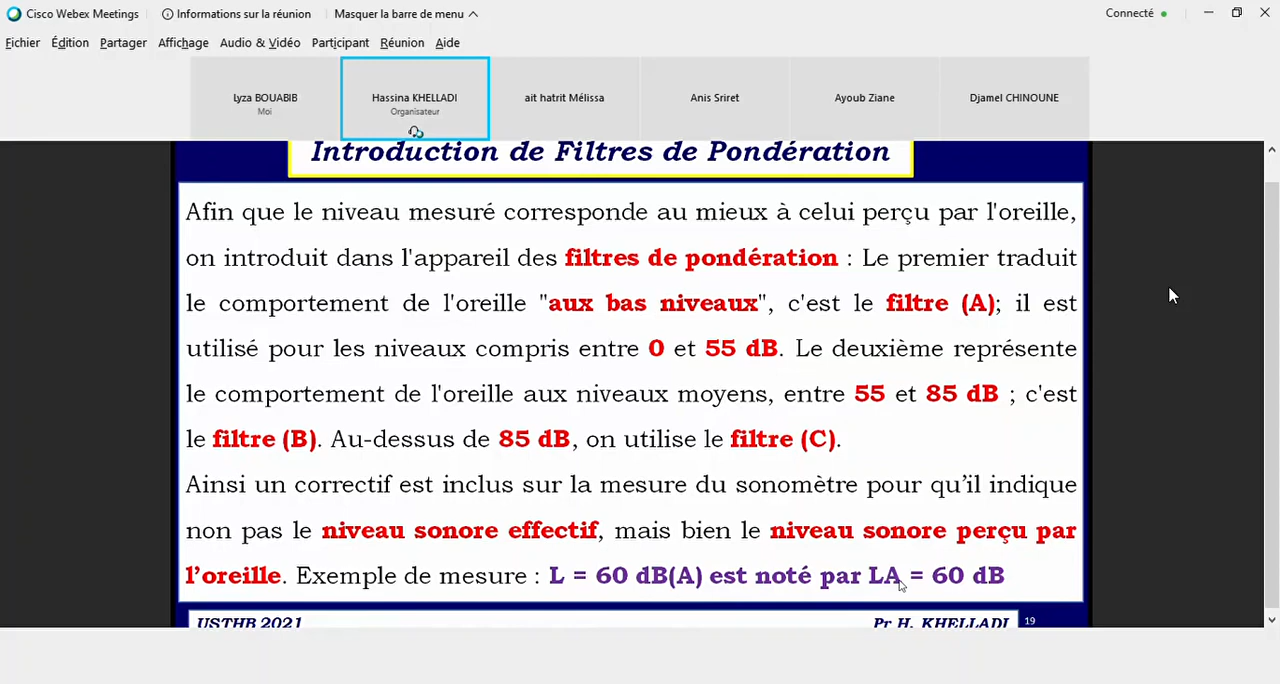 Cisco Webex Meetings
Informations sur la réunion
Masquer la barre de menu
Connecté
Fichier Édition Partager Affichage Audio & Vidéo Participant Réunion Aide
Lyza BOUABIB
Moi
Hassina KHELLADI
Organisateur
ait hatrit Mélissa
Anis Sriret
Ayoub Ziane
Djamel CHINOUNE
Introduction de Filtres de Pondération
Afin que le niveau mesuré corresponde au mieux à celui perçu par l'oreille,
on introduit dans l'appareil des filtres de pondération : Le premier traduit
le comportement de l'oreille "aux bas niveaux", c'est le filtre (A); il est
utilisé pour les niveaux compris entre 0 et 55 dB. Le deuxième représente
le comportement de l'oreille aux niveaux moyens, entre 55 et 85 dB ; c'est
le filtre (B). Au-dessus de 85 dB, on utilise le filtre (C).
Ainsi un correctif est inclus sur la mesure du sonomètre pour qu’il indique
non pas le niveau sonore effectif, mais bien le niveau sonore perçu par
l’oreille. Exemple de mesure : L = 60 dB(A) est noté par LA = 60 dB
USTHB 2021
Pr H. KHELLADI
19